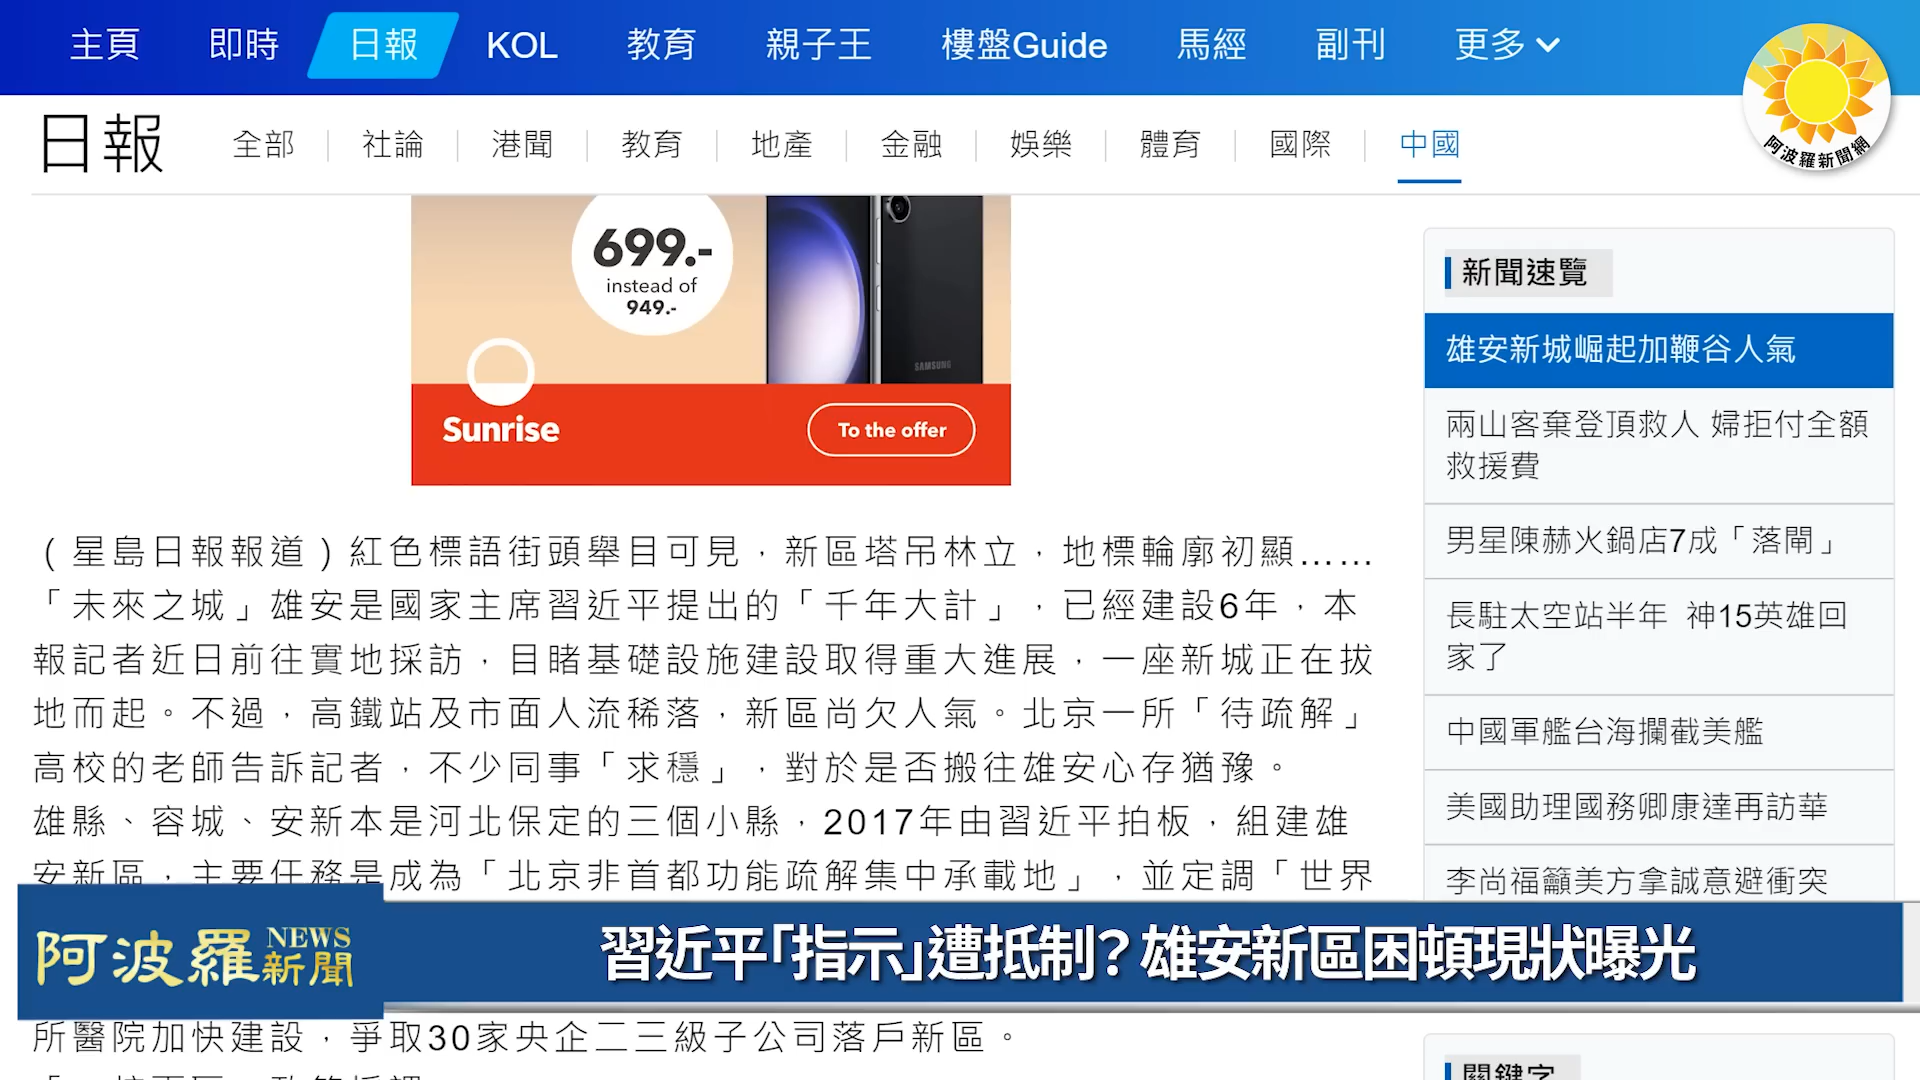 主頁 即時 日報 KOL 教育 親子王 樓盤Guide 馬經 副刊 更多
阿波羅新聞網
日報 全部 社論 港聞 教育 地產 金融 娛樂 體育 國際 中國
699.-
instead of
949.-
SAMSUNG
Sunrise
To the offer
(星島日報報道)紅色標語街頭舉目可見，新區塔吊林立，地標輪廓初顯……
「未來之城」雄安是國家主席習近平提出的「千年大計」，已經建設6年，本
報記者近日前往實地採訪，目睹基礎設施建設取得重大進展，一座新城正在拔
地而起。不過，高鐵站及市面人流稀落，新區尚欠人氣。北京一所「待疏解」
高校的老師告訴記者，不少同事「求穩」，對於是否搬往雄安心存猶豫。
雄縣、容城、安新本是河北保定的三個小縣，2017年由習近平拍板，組建雄
安新區，主要任務是成為「北京非首都功能疏解集中承載地」，並定調「世界
所醫院加快建設，爭取30家央企二三級子公司落戶新區。
新聞速覽
雄安新城崛起加鞭谷人氣
兩山客棄登頂救人 婦拒付全額
救援費
男星陳赫火鍋店7成「落閘」
長駐太空站半年 神15英雄回
家了
中國軍艦台海攔截美艦
美國助理國務卿康達再訪華
李尚福籲美方拿誠意避衝突
關鍵字
阿波羅 NEWS 新聞
習近平「指示」遭抵制？雄安新區困頓現狀曝光